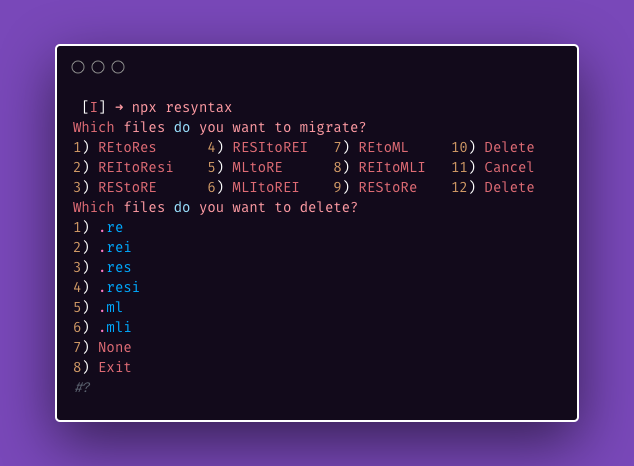 [I] ➜ npx resyntax
Which files do you want to migrate?
1) REtoRes 4) RESItoREI 7) REtoML 10) Delete
2) REItoResi 5) MLtoRE 8) REItoMLI 11) Cancel
3) REStoRE 6) MLItoREI 9) REStoRe 12) Delete
Which files do you want to delete?
1) .re
2) .rei
3) .res
4) .resi
5) .ml
6) .mli
7) None
8) Exit
#?